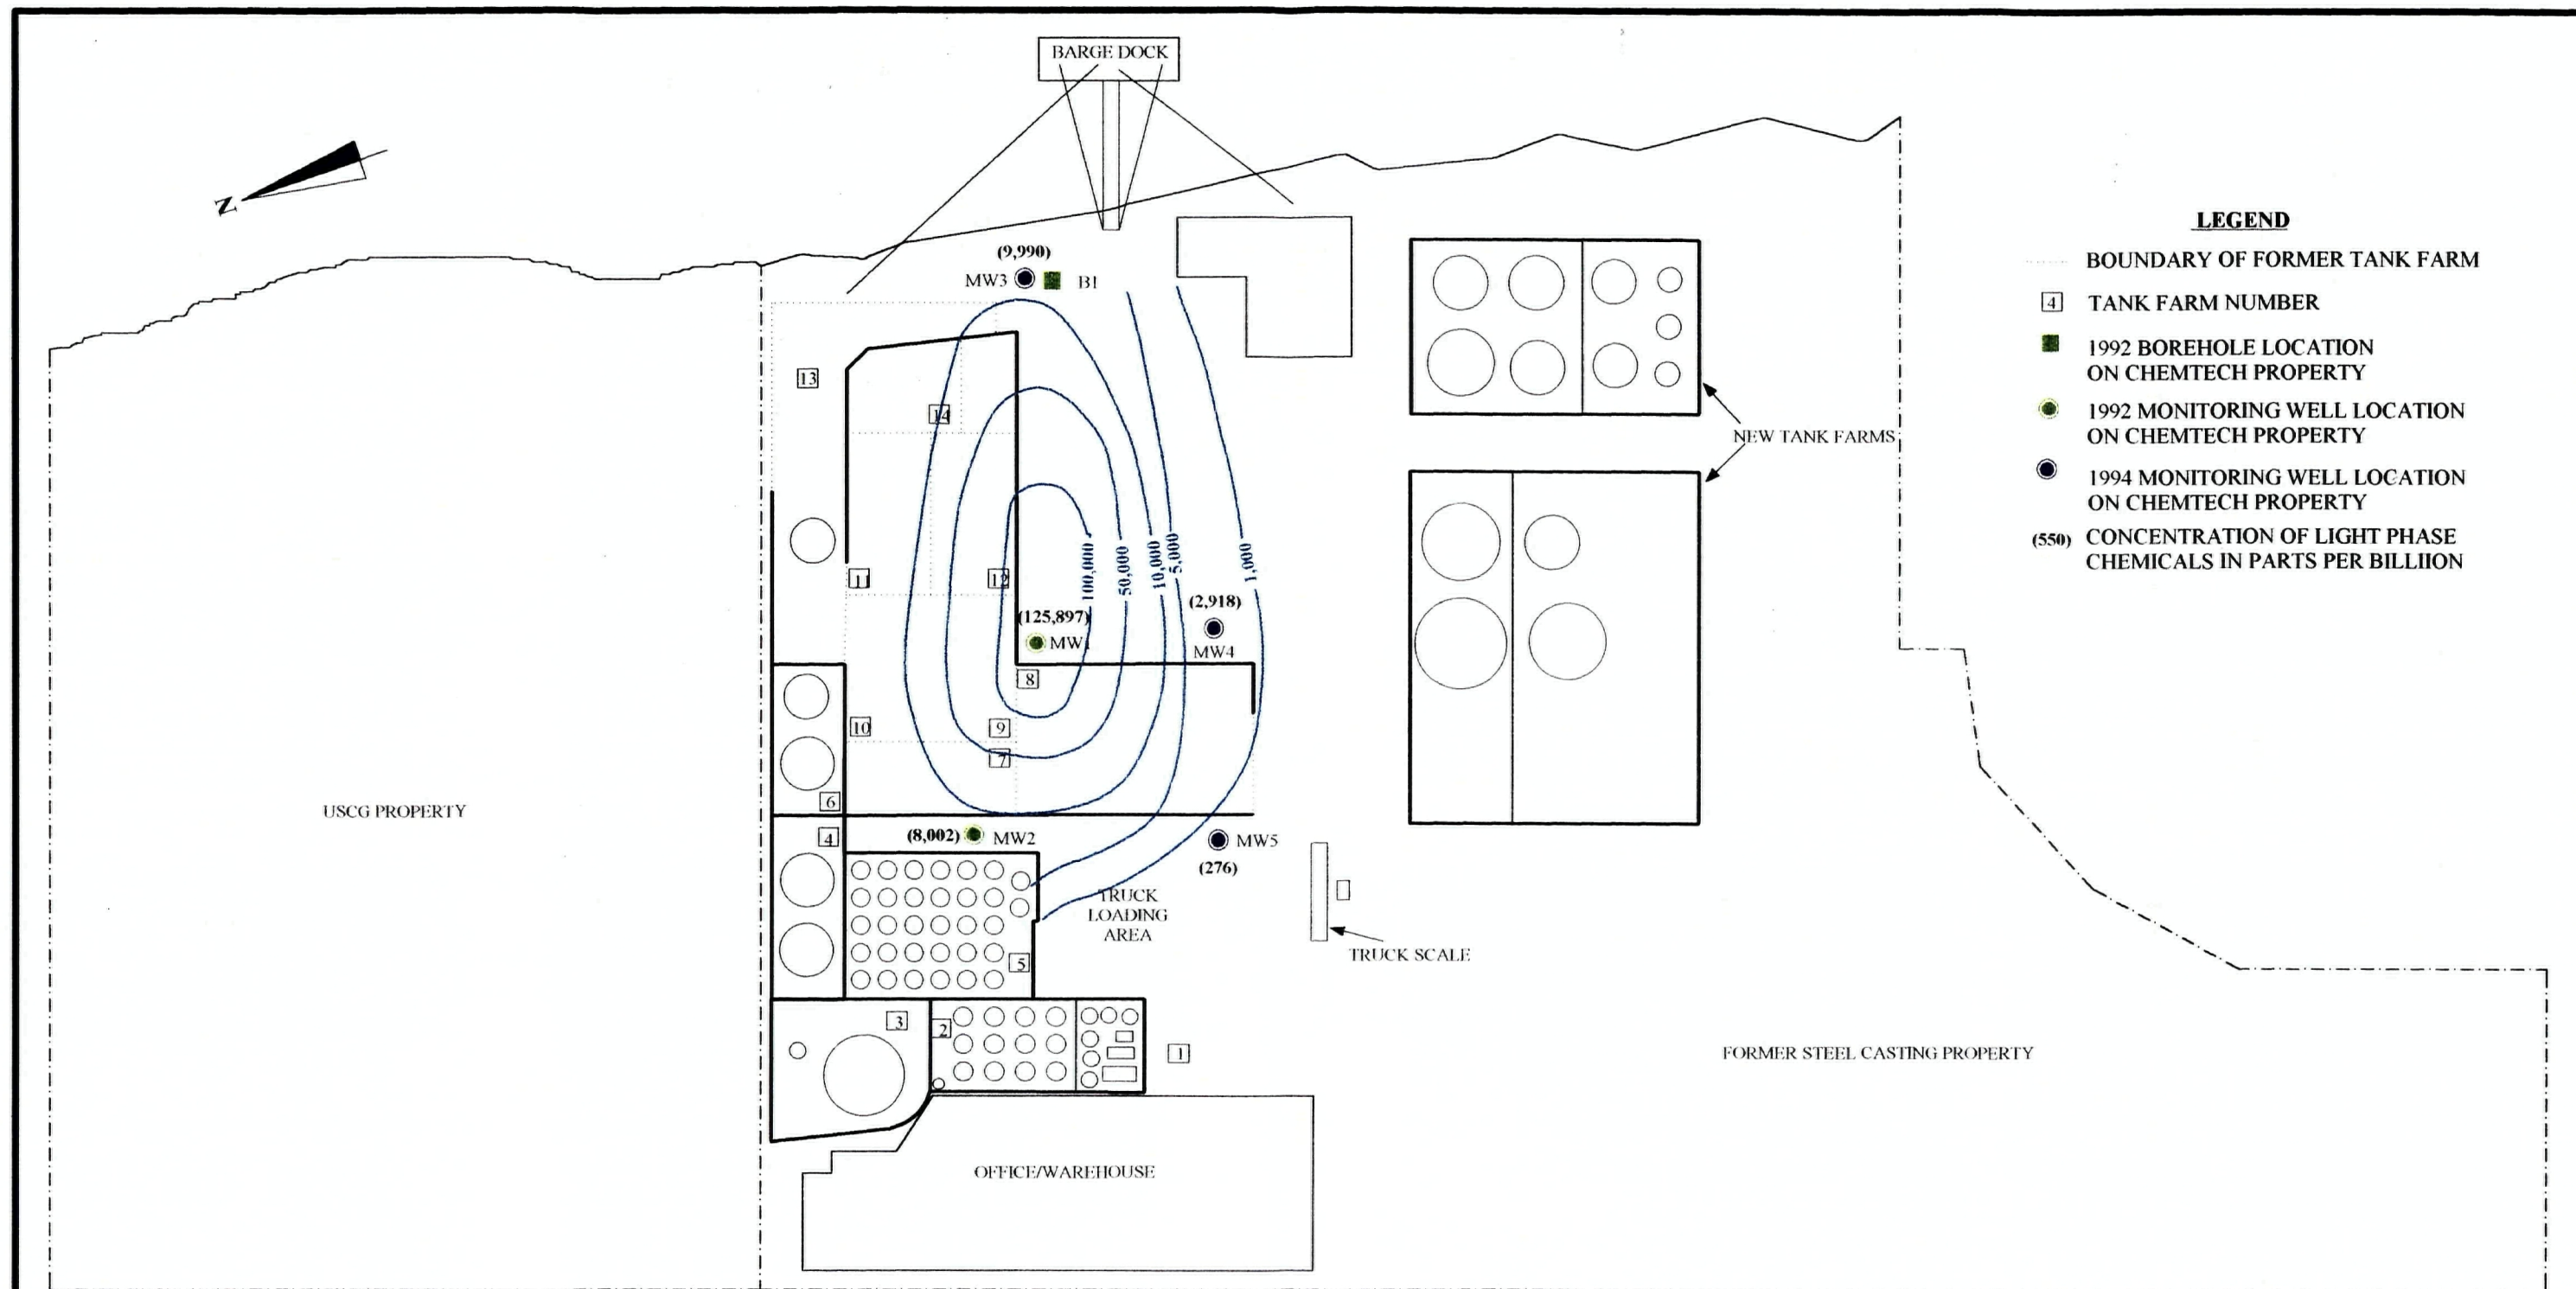 BARGE DOCK
N
(9,990)
MW3
B1
13
14
11
12
100,000
50,000
10,000
5,000
1,000
(125,897)
MW1
(2,918)
MW4
8
10
9
7
6
4
(8,002)
MW2
MW5
(276)
TRUCK
LOADING
AREA
5
TRUCK SCALE
3
2
1
OFFICE/WAREHOUSE
USCG PROPERTY
NEW TANK FARMS
FORMER STEEL CASTING PROPERTY
LEGEND
BOUNDARY OF FORMER TANK FARM
4 TANK FARM NUMBER
1992 BOREHOLE LOCATION
ON CHEMTECH PROPERTY
1992 MONITORING WELL LOCATION
ON CHEMTECH PROPERTY
1994 MONITORING WELL LOCATION
ON CHEMTECH PROPERTY
(550) CONCENTRATION OF LIGHT PHASE
CHEMICALS IN PARTS PER BILLIION